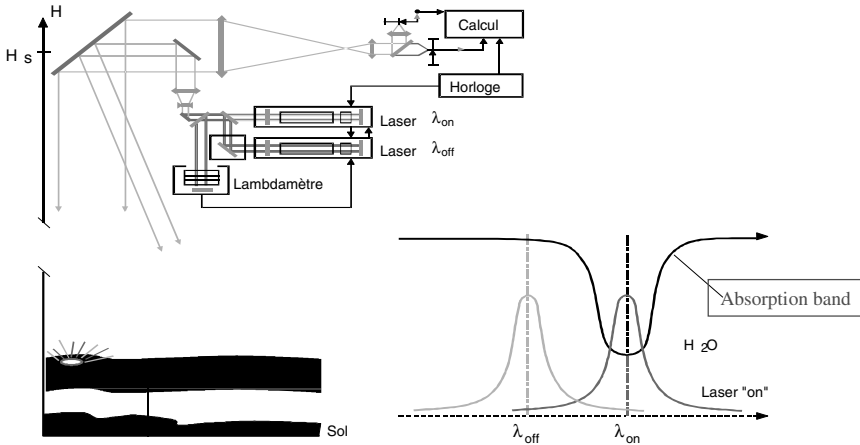 H
H s
Calcul
Horloge
Laser λon
Laser λoff
Lambdamètre
Sol
Absorption band
H 2O
Laser "on"
λoff
λon